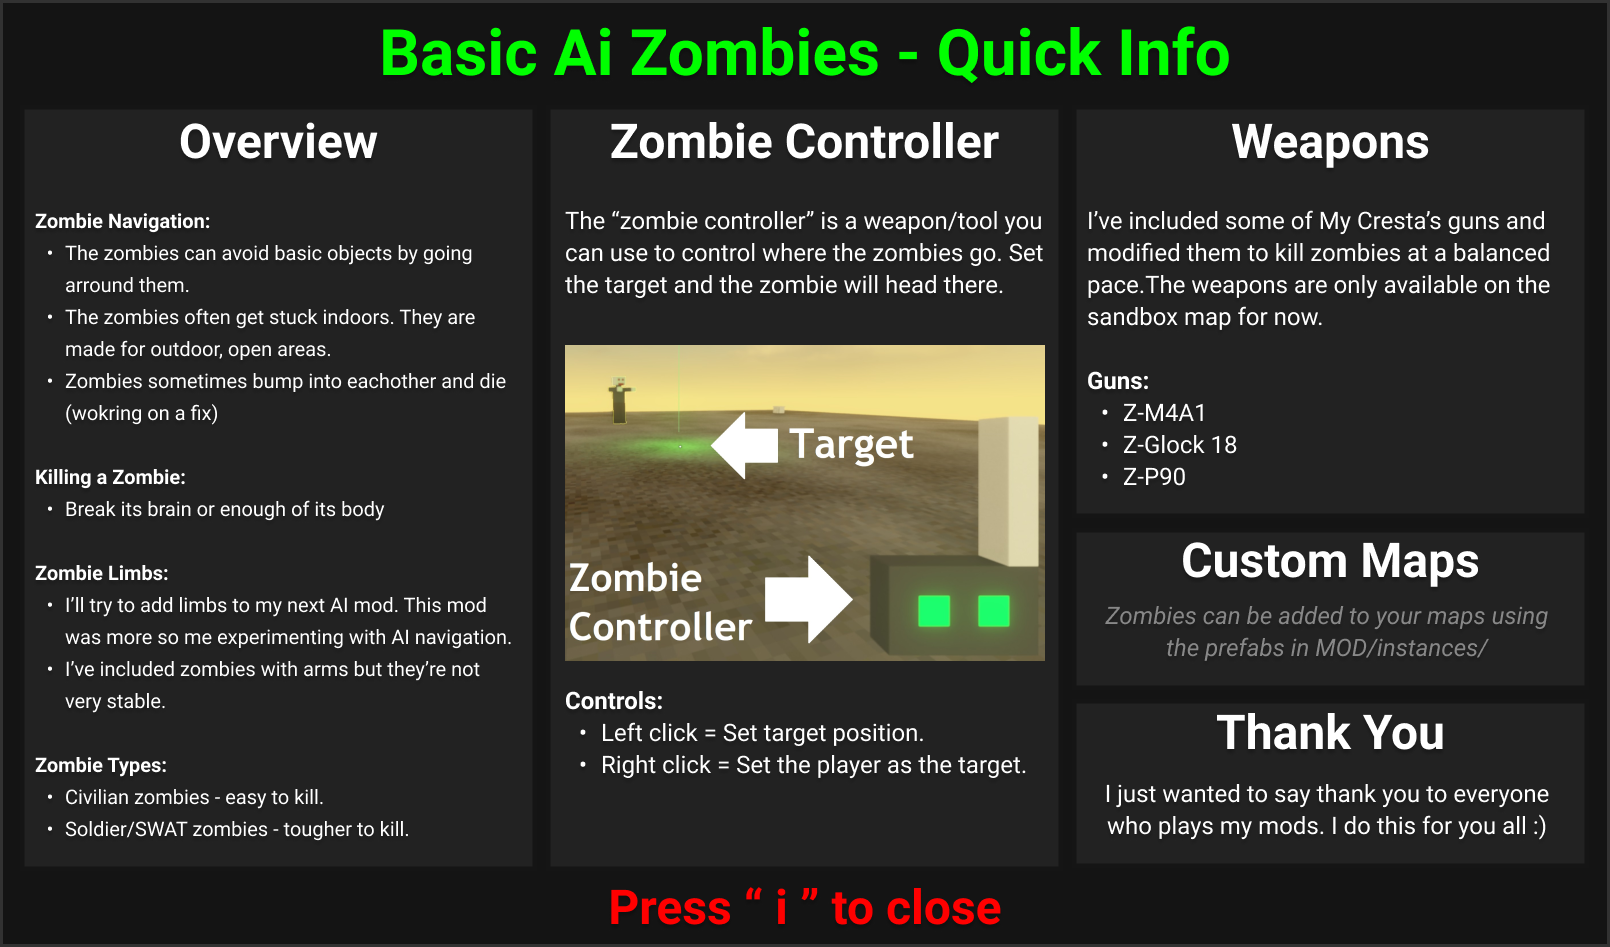 Basic Ai Zombies - Quick Info
Overview
Zombie Navigation:
• The zombies can avoid basic objects by going
arround them.
• The zombies often get stuck indoors. They are
made for outdoor, open areas.
• Zombies sometimes bump into eachother and die
(wokring on a fix)
Killing a Zombie:
• Break its brain or enough of its body
Zombie Limbs:
• I’ll try to add limbs to my next AI mod. This mod
was more so me experimenting with AI navigation.
• I’ve included zombies with arms but they’re not
very stable.
Zombie Types:
• Civilian zombies - easy to kill.
• Soldier/SWAT zombies - tougher to kill.
Zombie Controller
The “zombie controller” is a weapon/tool you
can use to control where the zombies go. Set
the target and the zombie will head there.
Target
Zombie
Controller
Controls:
• Left click = Set target position.
• Right click = Set the player as the target.
Weapons
I’ve included some of My Cresta’s guns and
modified them to kill zombies at a balanced
pace.The weapons are only available on the
sandbox map for now.
Guns:
• Z-M4A1
• Z-Glock 18
• Z-P90
Custom Maps
Zombies can be added to your maps using
the prefabs in MOD/instances/
Thank You
I just wanted to say thank you to everyone
who plays my mods. I do this for you all :)
Press “ i ” to close